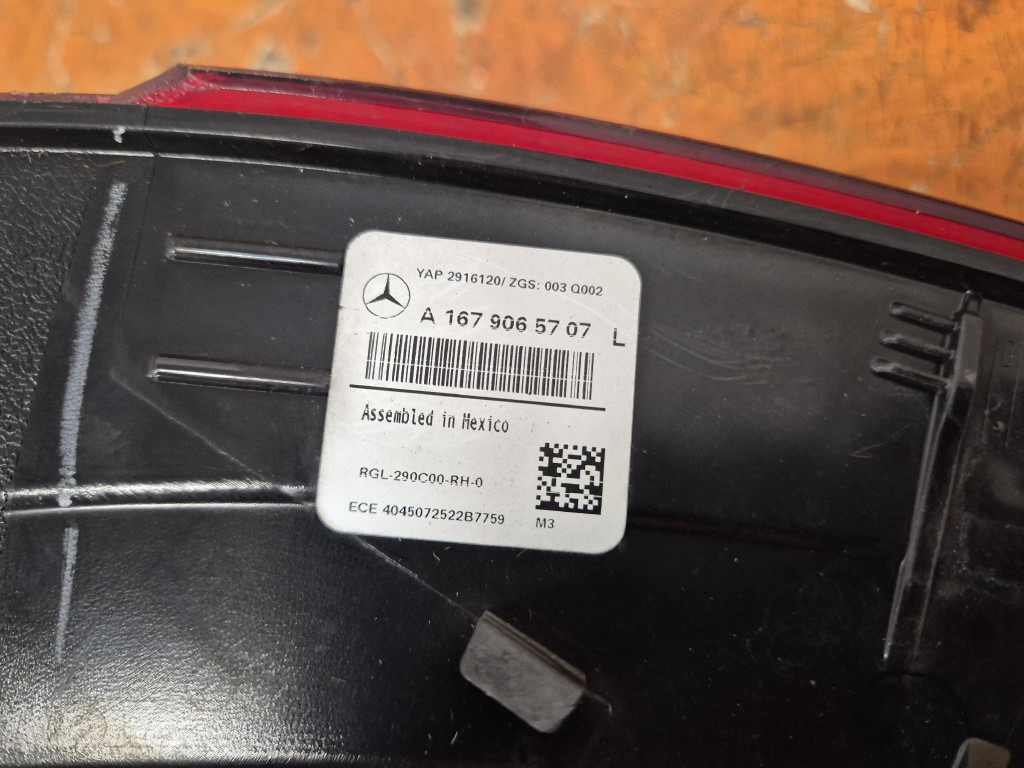 YAP 2916120/ ZGS: 003 Q002
A 167 906 57 07 L
Assembled in Mexico
RGL-290C00-RH-0
ECE 4045072522B7759
M3